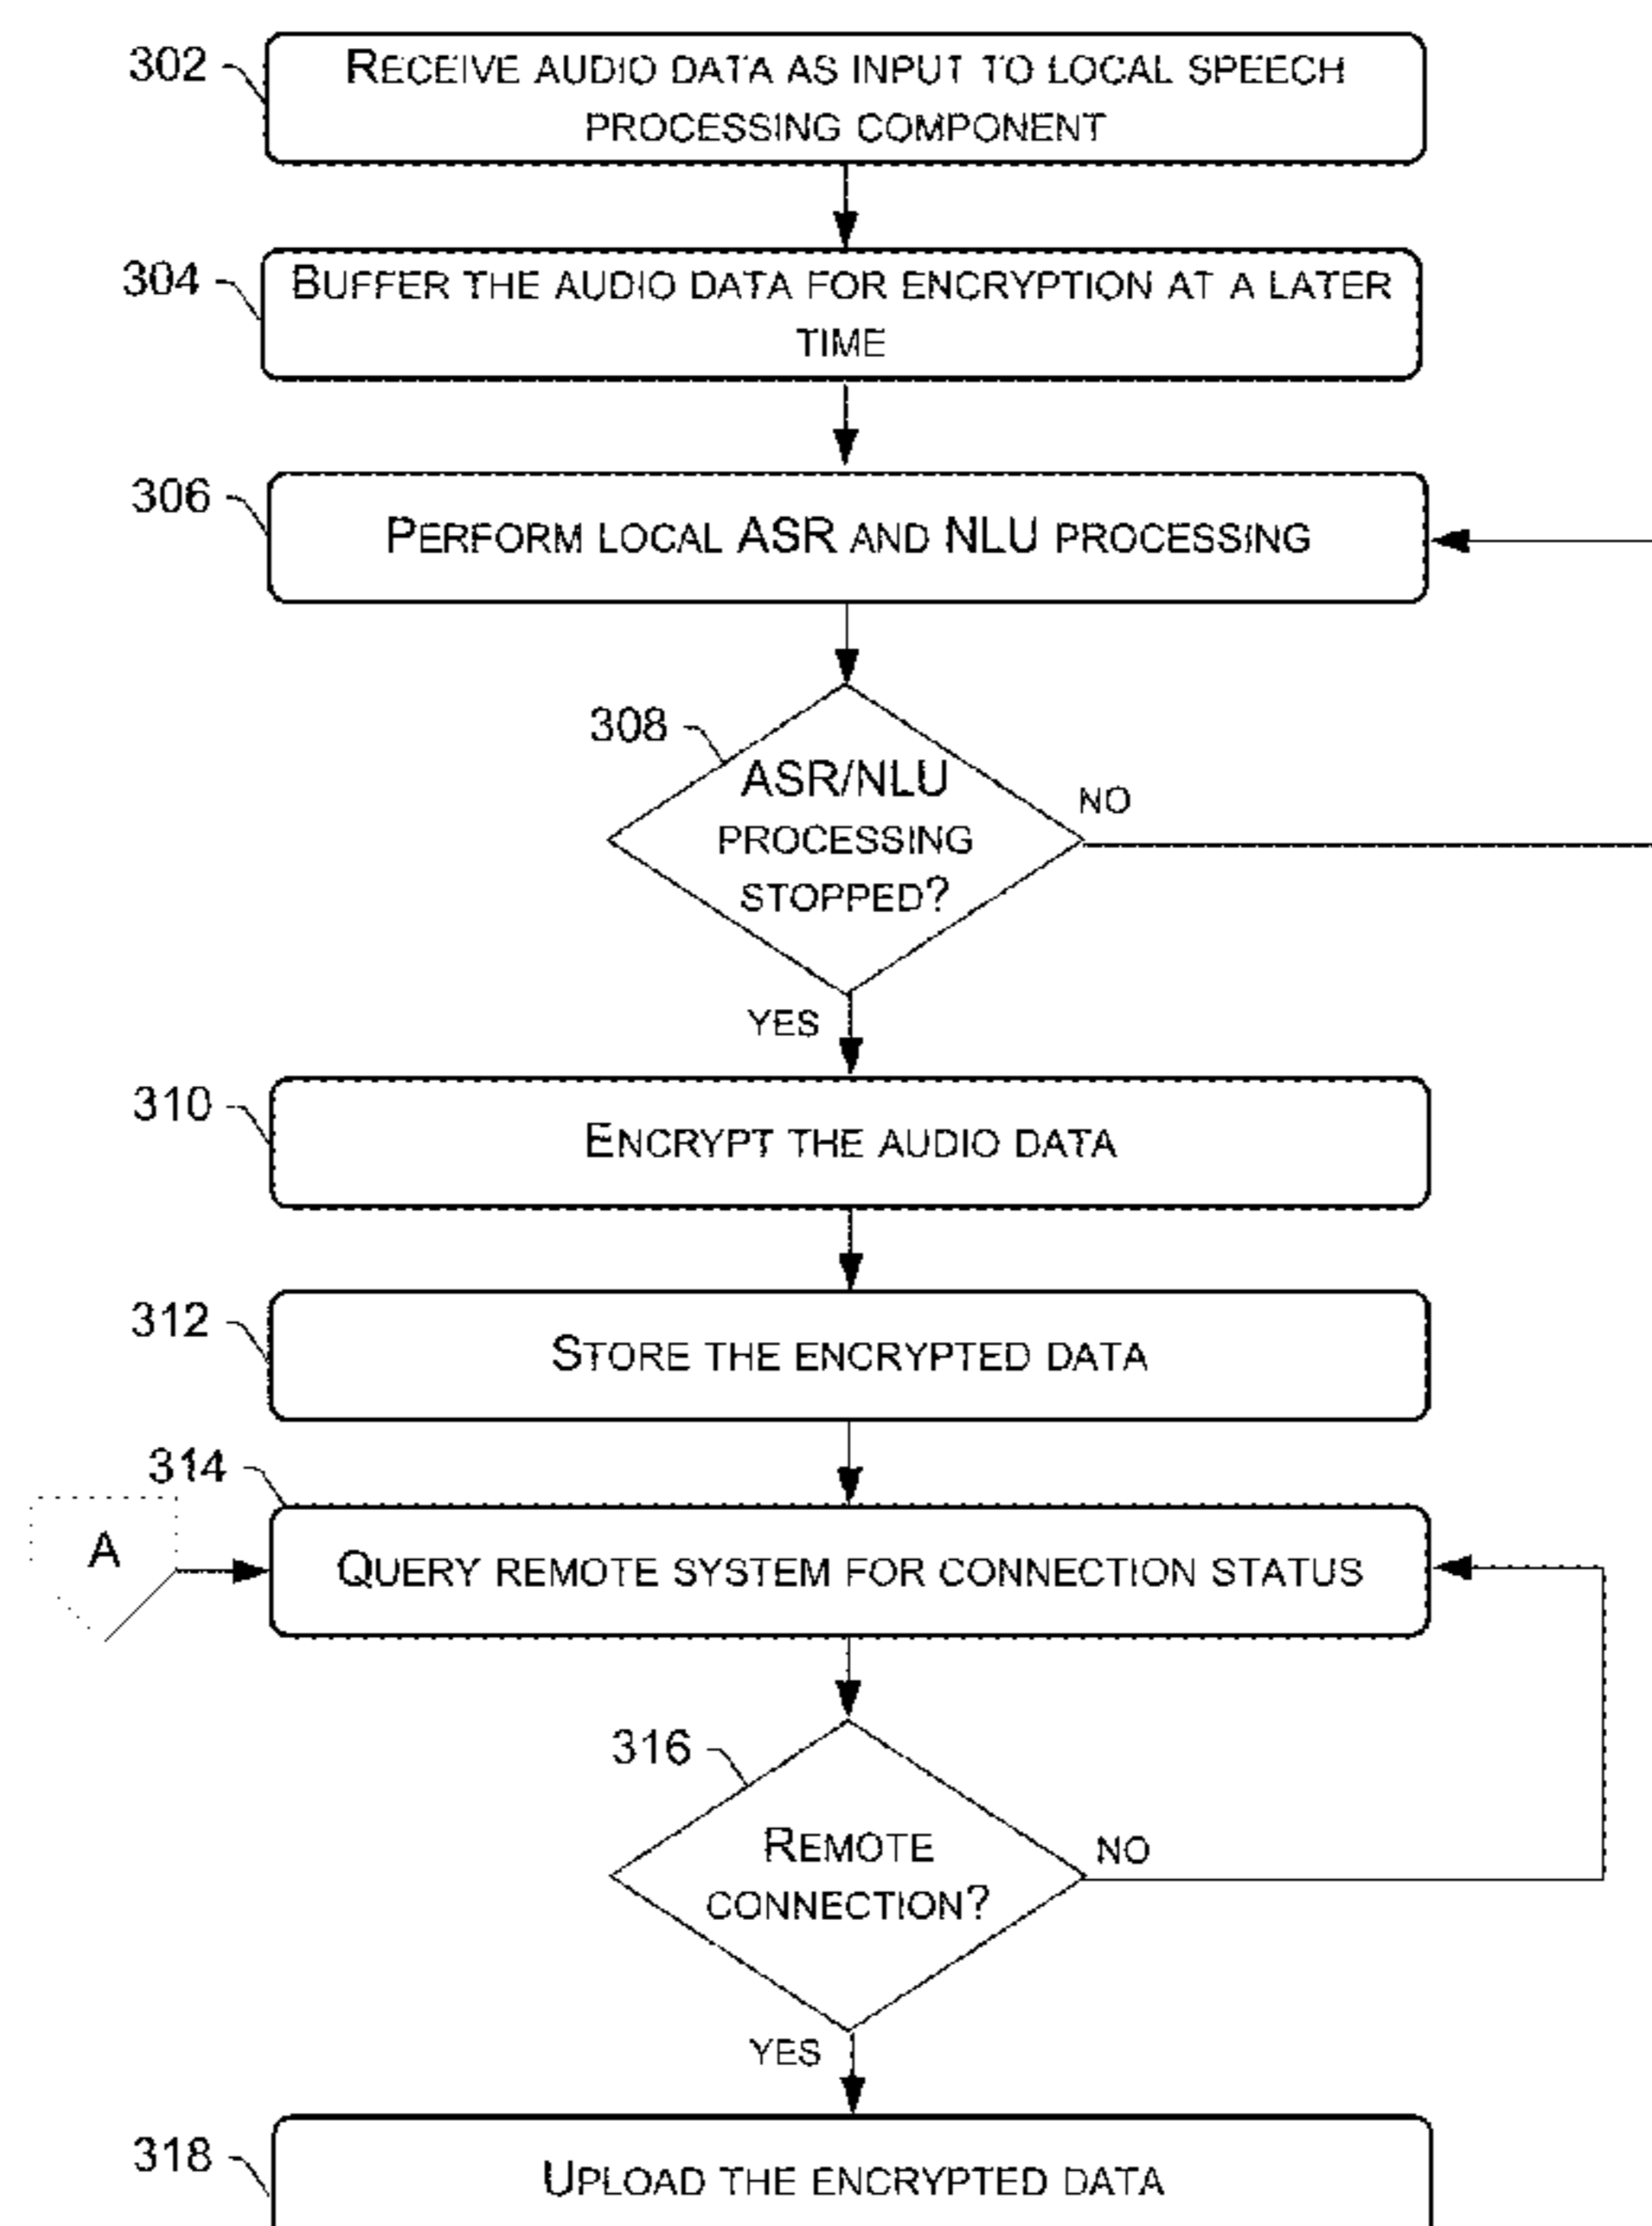 302
RECEIVE AUDIO DATA AS INPUT TO LOCAL SPEECH
PROCESSING COMPONENT
304
BUFFER THE AUDIO DATA FOR ENCRYPTION AT A LATER
TIME
306
PERFORM LOCAL ASR AND NLU PROCESSING
308
ASR/NLU
PROCESSING
STOPPED?
NO
YES
310
ENCRYPT THE AUDIO DATA
312
STORE THE ENCRYPTED DATA
314
A
QUERY REMOTE SYSTEM FOR CONNECTION STATUS
316
REMOTE
CONNECTION?
NO
YES
318
UPLOAD THE ENCRYPTED DATA